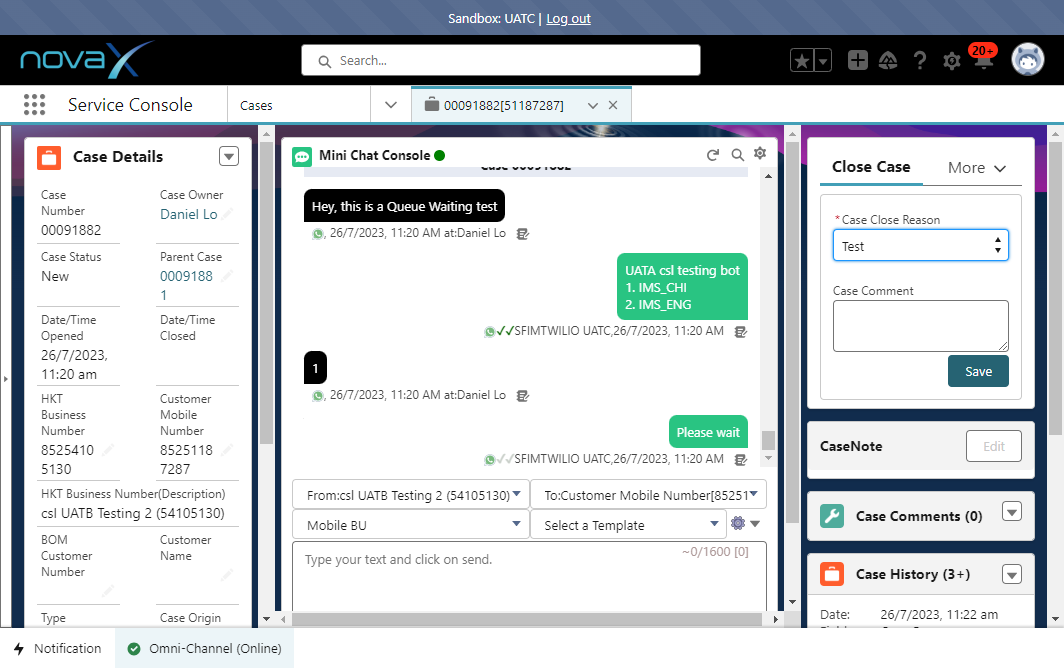 Sandbox: UATC | Log out
novaX
Search...
20+
Service Console
Cases
00091882[51187287]
Case Details
Case Number
00091882
Case Owner
Daniel Lo
Case Status
New
Parent Case
0009188
1
Date/Time
Opened
26/7/2023,
11:20 am
Date/Time
Closed
HKT
Business
Number
8525410
5130
Customer
Mobile
Number
8525118
7287
HKT Business Number(Description)
csl UATB Testing 2 (54105130)
BOM
Customer
Number
Customer
Name
Type
Case Origin
Mini Chat Console
Case 00091882
Hey, this is a Queue Waiting test
, 26/7/2023, 11:20 AM at:Daniel Lo
UATA csl testing bot
1. IMS_CHI
2. IMS_ENG
SFIMTWILIO UATC,26/7/2023, 11:20 AM
1
, 26/7/2023, 11:20 AM at:Daniel Lo
Please wait
SFIMTWILIO UATC,26/7/2023, 11:20 AM
From:csl UATB Testing 2 (54105130)
To:Customer Mobile Number[85251
Mobile BU
Select a Template
Type your text and click on send.
~0/1600 [0]
Close Case
More
*Case Close Reason
Test
Case Comment
Save
CaseNote
Edit
Case Comments (0)
Case History (3+)
Date:
26/7/2023, 11:22 am
Notification
Omni-Channel (Online)